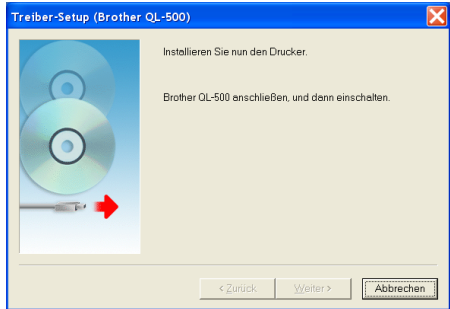 Treiber-Setup (Brother QL-500)
Installieren Sie nun den Drucker.
Brother QL-500 anschließen, und dann einschalten.
< Zurück
Weiter >
Abbrechen